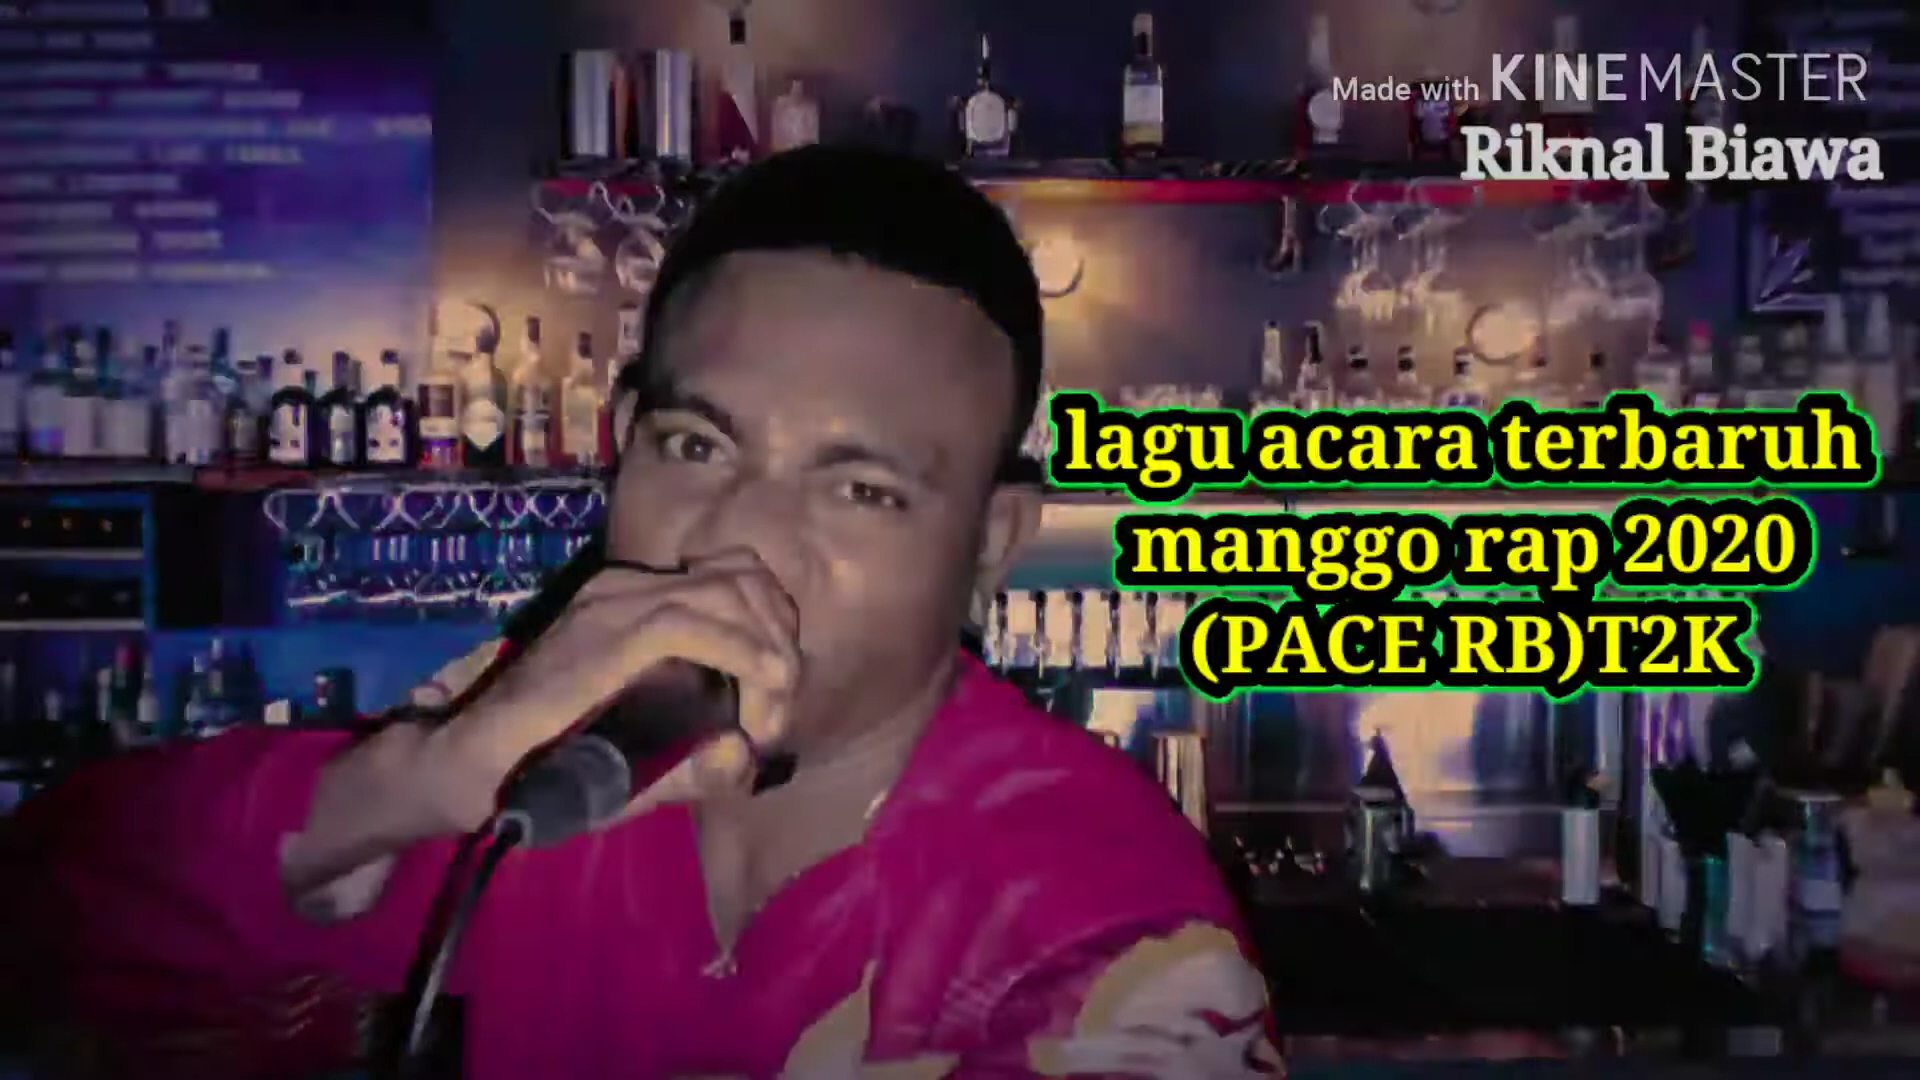 Made with KINEMASTER
Riknal Biawa
lagu acara terbaruh
manggo rap 2020
(PACE RB)T2K